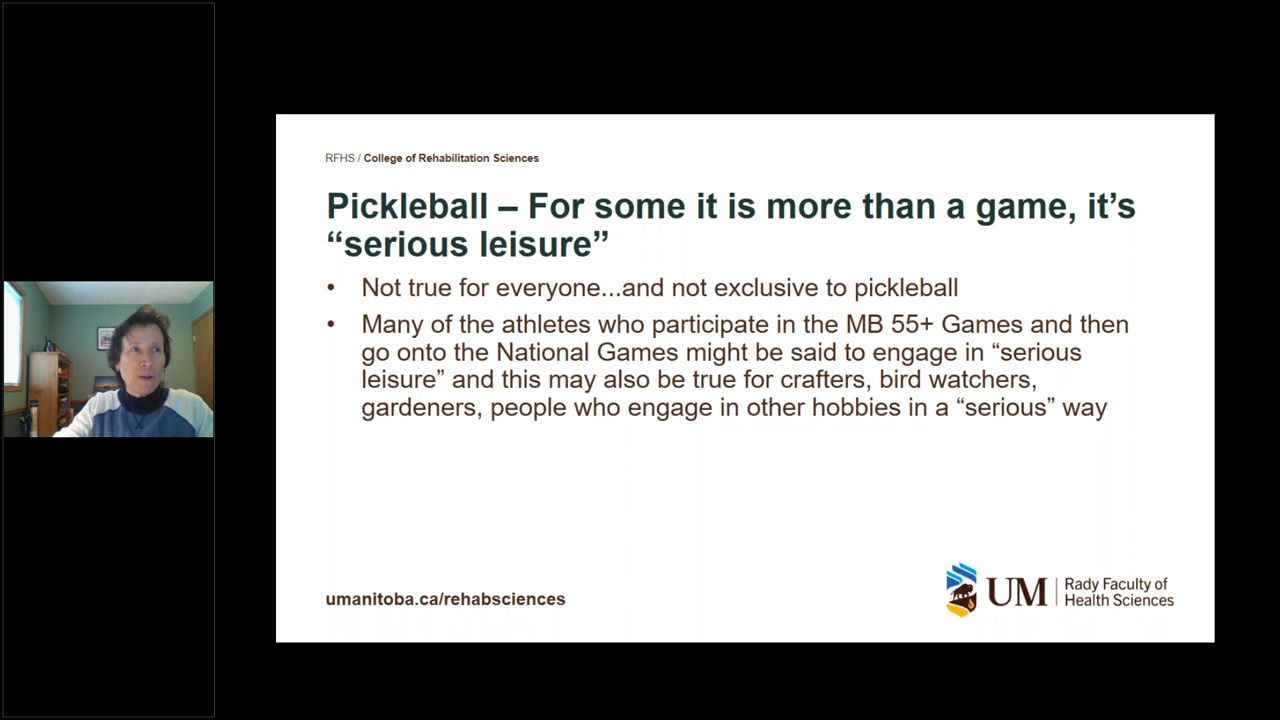 RFHS / College of Rehabilitation Sciences
Pickleball – For some it is more than a game, it’s
“serious leisure”
• Not true for everyone...and not exclusive to pickleball
• Many of the athletes who participate in the MB 55+ Games and then
go onto the National Games might be said to engage in “serious
leisure” and this may also be true for crafters, bird watchers,
gardeners, people who engage in other hobbies in a “serious” way
umanitoba.ca/rehabsciences
UM
Rady Faculty of
Health Sciences